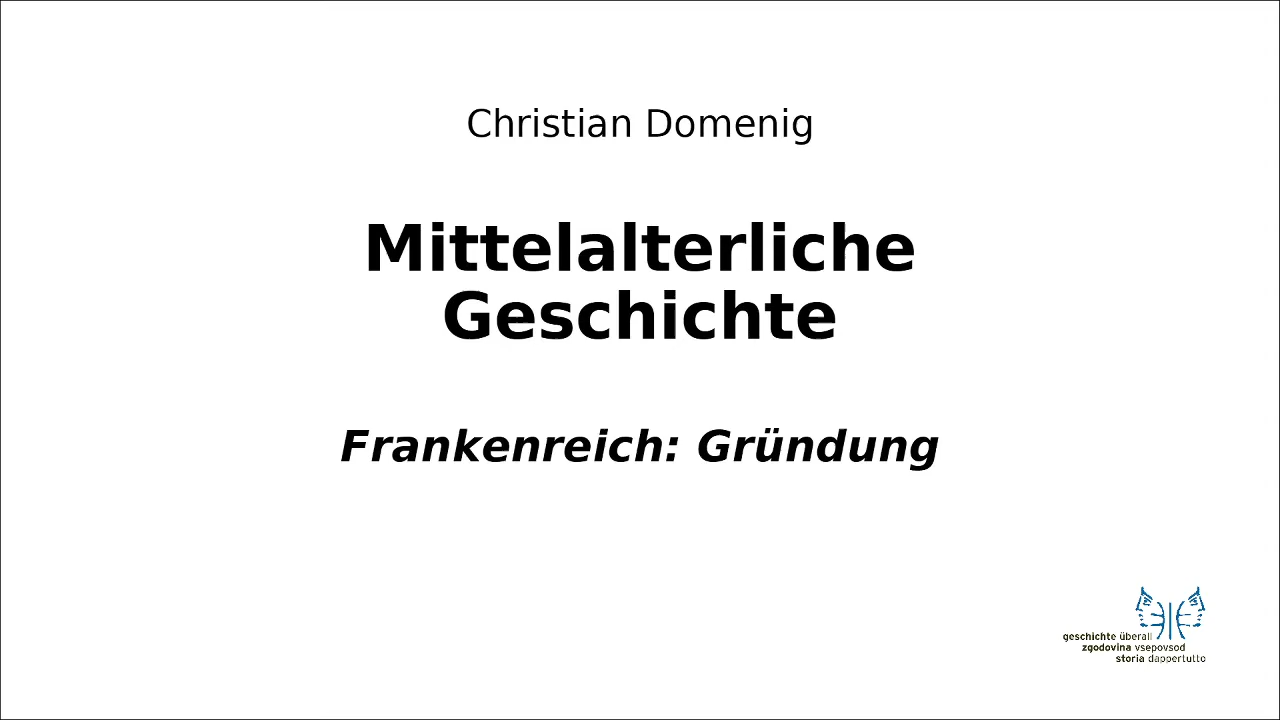 Christian Domenig
Mittelalterliche
Geschichte
Frankenreich: Gründung
geschichte überall
zgodovina vsepovsod
storia dappertutto